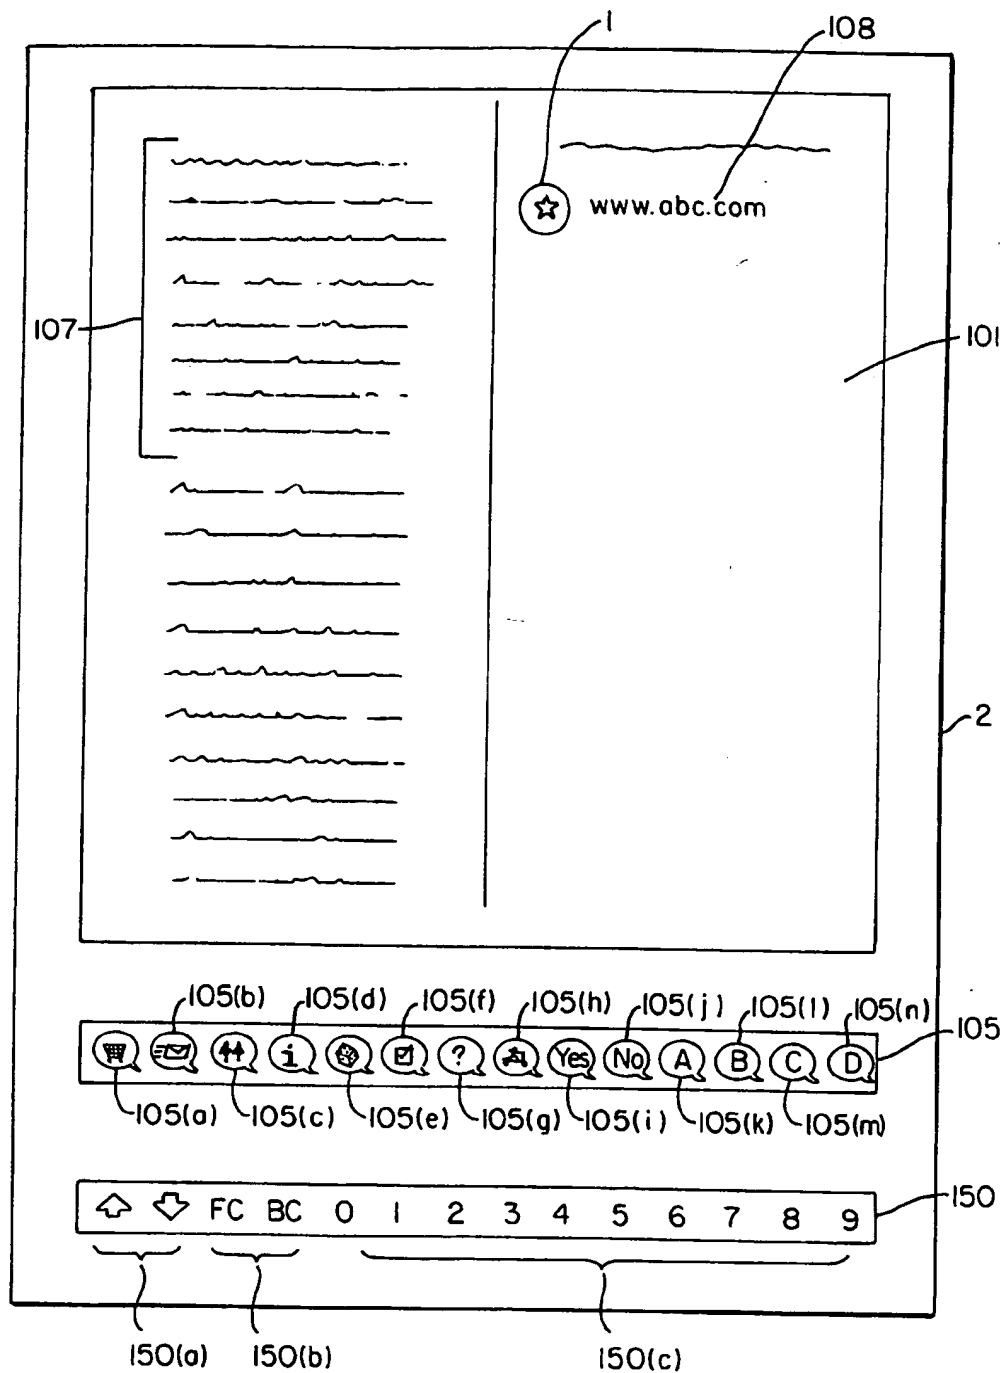 1
108
www.abc.com
107
101
2
105(b) 105(d) 105(f) 105(h) 105(j) 105(l) 105(n)
i ? Yes No A B C D 105
105(a) 105(c) 105(e) 105(g) 105(i) 105(k) 105(m)
FC BC 0 1 2 3 4 5 6 7 8 9 150
150(a) 150(b) 150(c)